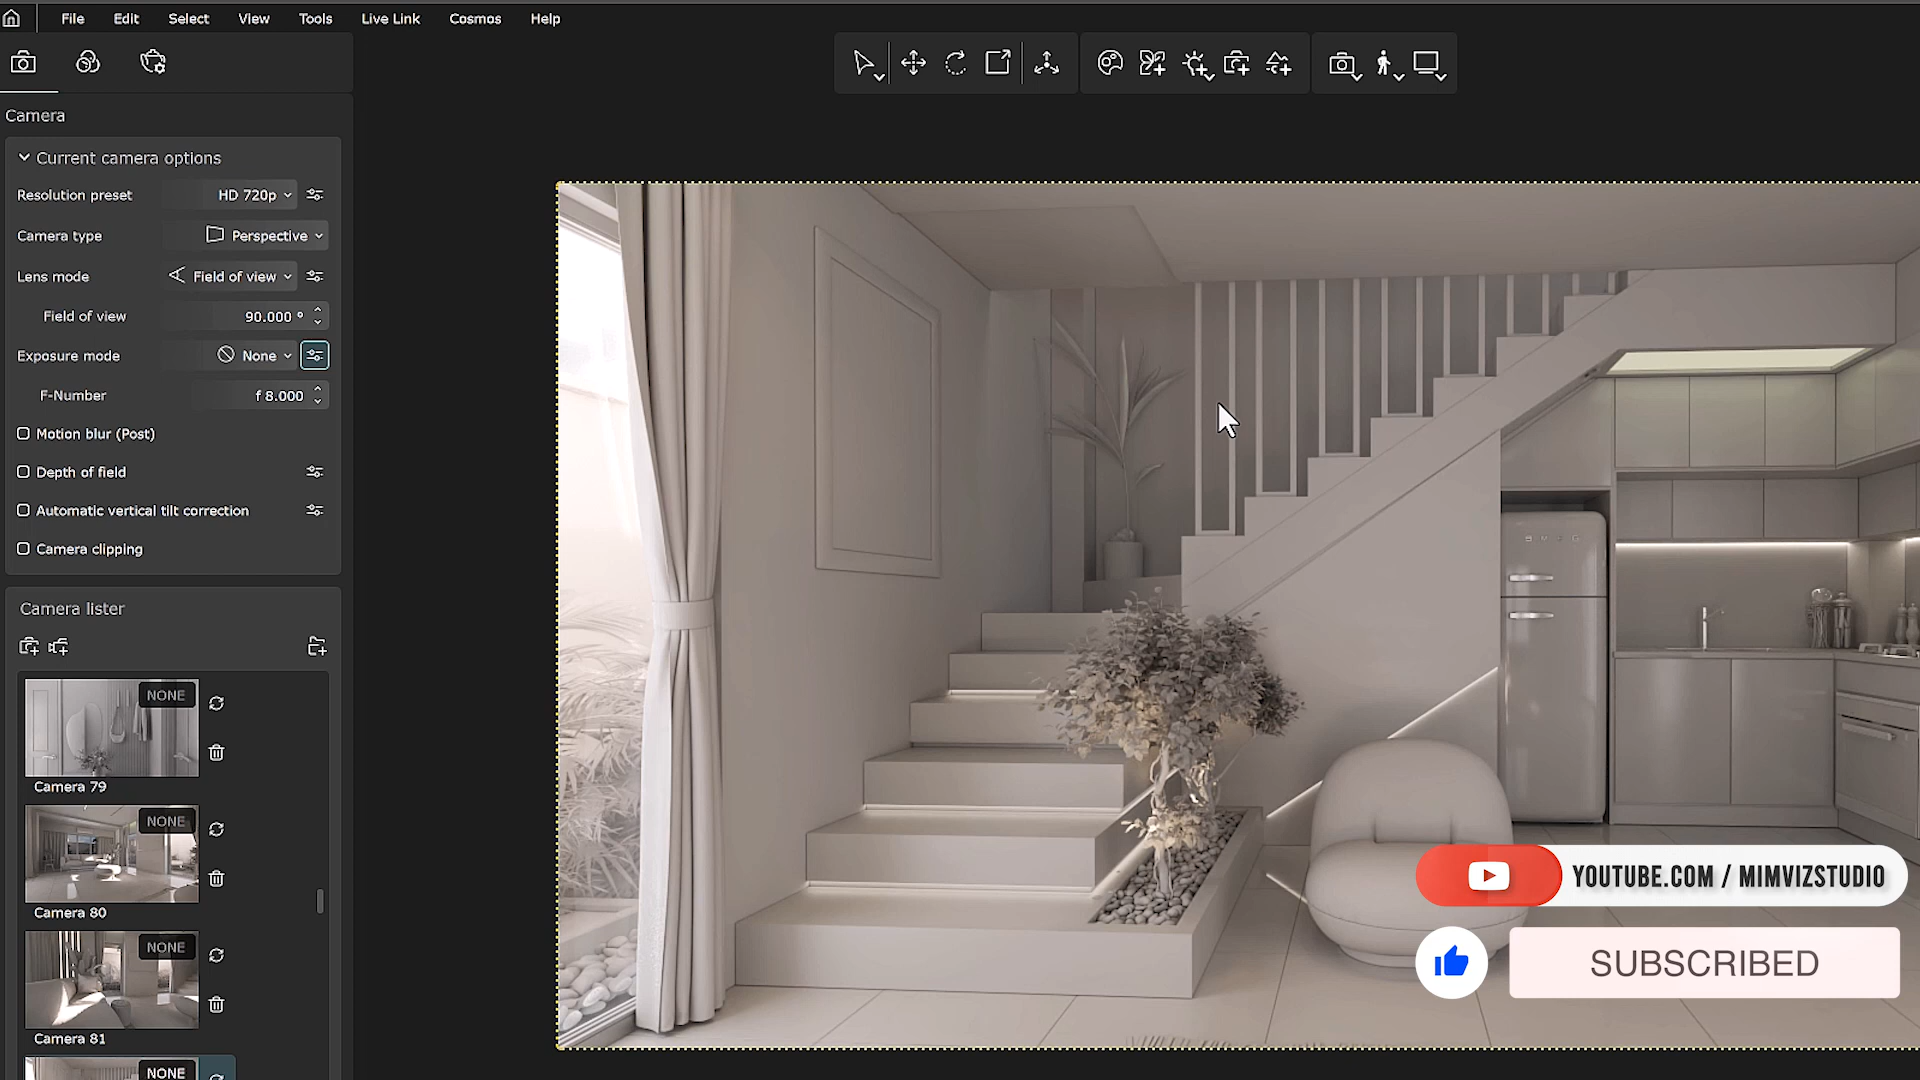 File Edit Select View Tools Live Link Cosmos Help
Camera
Current camera options
Resolution preset HD 720p
Camera type Perspective
Lens mode Field of view
Field of view 90.000 °
Exposure mode None
F-Number f 8.000
Motion blur (Post)
Depth of field
Automatic vertical tilt correction
Camera clipping
Camera lister
NONE
Camera 79
NONE
Camera 80
NONE
Camera 81
NONE
SMEG
YOUTUBE.COM / MIMVIZSTUDIO
SUBSCRIBED